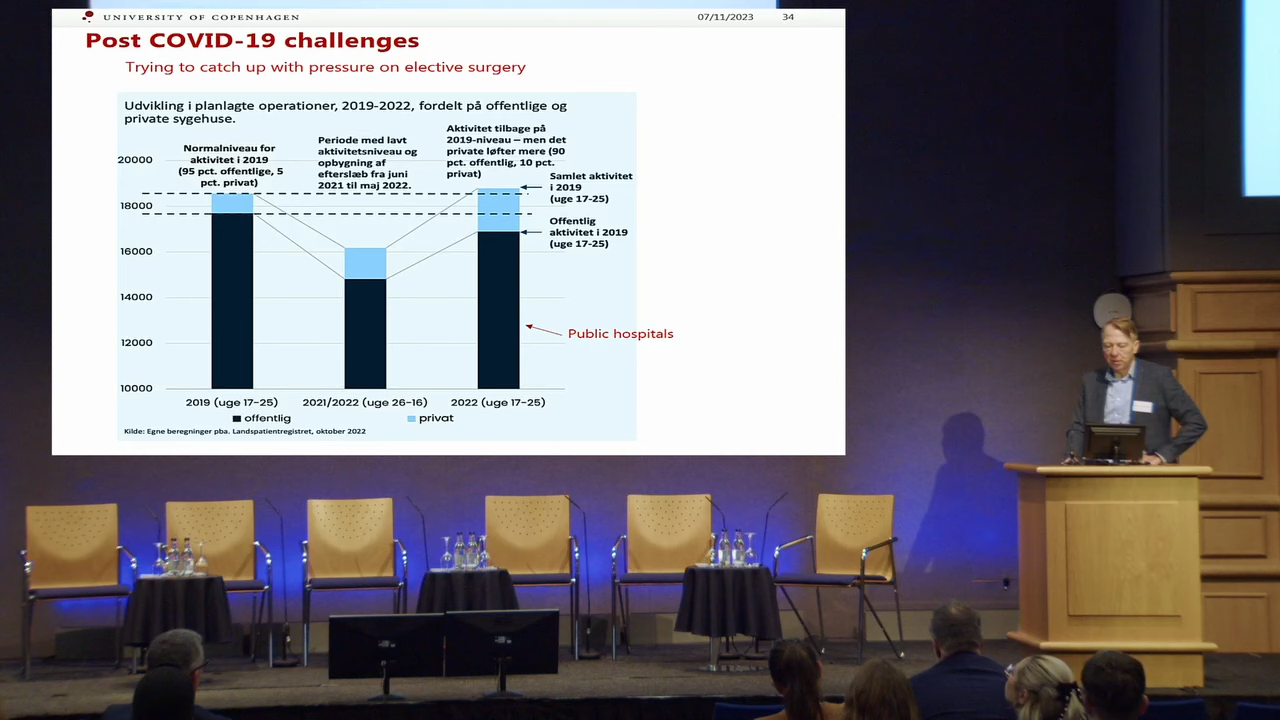 UNIVERSITY OF COPENHAGEN
07/11/2023 34
Post COVID-19 challenges
Trying to catch up with pressure on elective surgery
Udvikling i planlagte operationer, 2019-2022, fordelt på offentlige og
private sygehuse.
Normalniveau for
aktivitet i 2019
(95 pct. offentlige, 5
pct. privat)
Periode med lavt
aktivitetsniveau og
opbygning af
efterslæb fra juni
2021 til maj 2022.
Aktivitet tilbage på
2019-niveau – men det
private løfter mere (90
pct. offentlig, 10 pct.
privat)
Samlet aktivitet
i 2019
(uge 17-25)
Offentlig
aktivitet i 2019
(uge 17-25)
20000
18000
16000
14000
12000
10000
Public hospitals
2019 (uge 17-25)
2021/2022 (uge 26-16)
2022 (uge 17-25)
offentlig
privat
Kilde: Egne beregninger pba. Landspatientregistret, oktober 2022